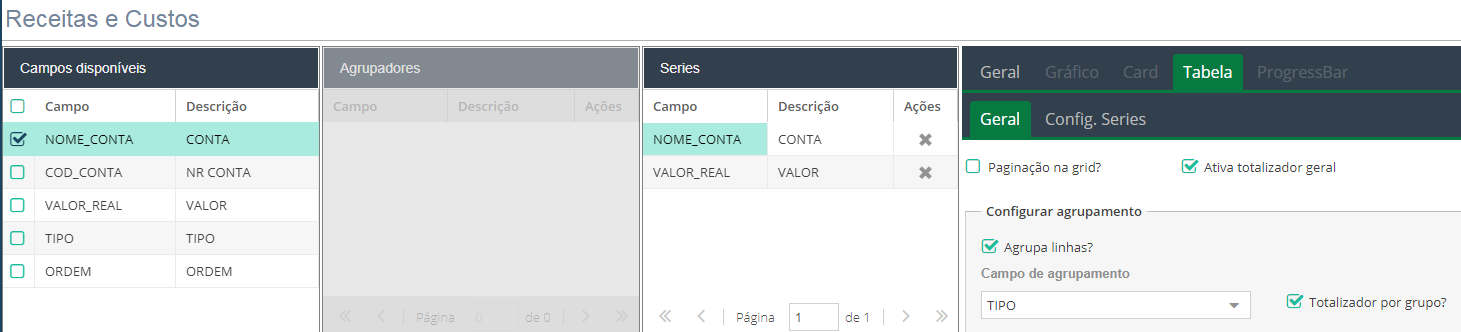 Receitas e Custos
Campos disponíveis
Campo Descrição
NOME_CONTA CONTA
COD_CONTA NR CONTA
VALOR_REAL VALOR
TIPO TIPO
ORDEM ORDEM
Agrupadores
Campo Descrição Ações
Página 0 de 0
Series
Campo Descrição Ações
NOME_CONTA CONTA
VALOR_REAL VALOR
Página 1 de 1
Geral Gráfico Card Tabela ProgressBar
Geral Config. Series
Paginação na grid? Ativa totalizador geral
Configurar agrupamento
Agrupa linhas?
Campo de agrupamento
TIPO Totalizador por grupo?